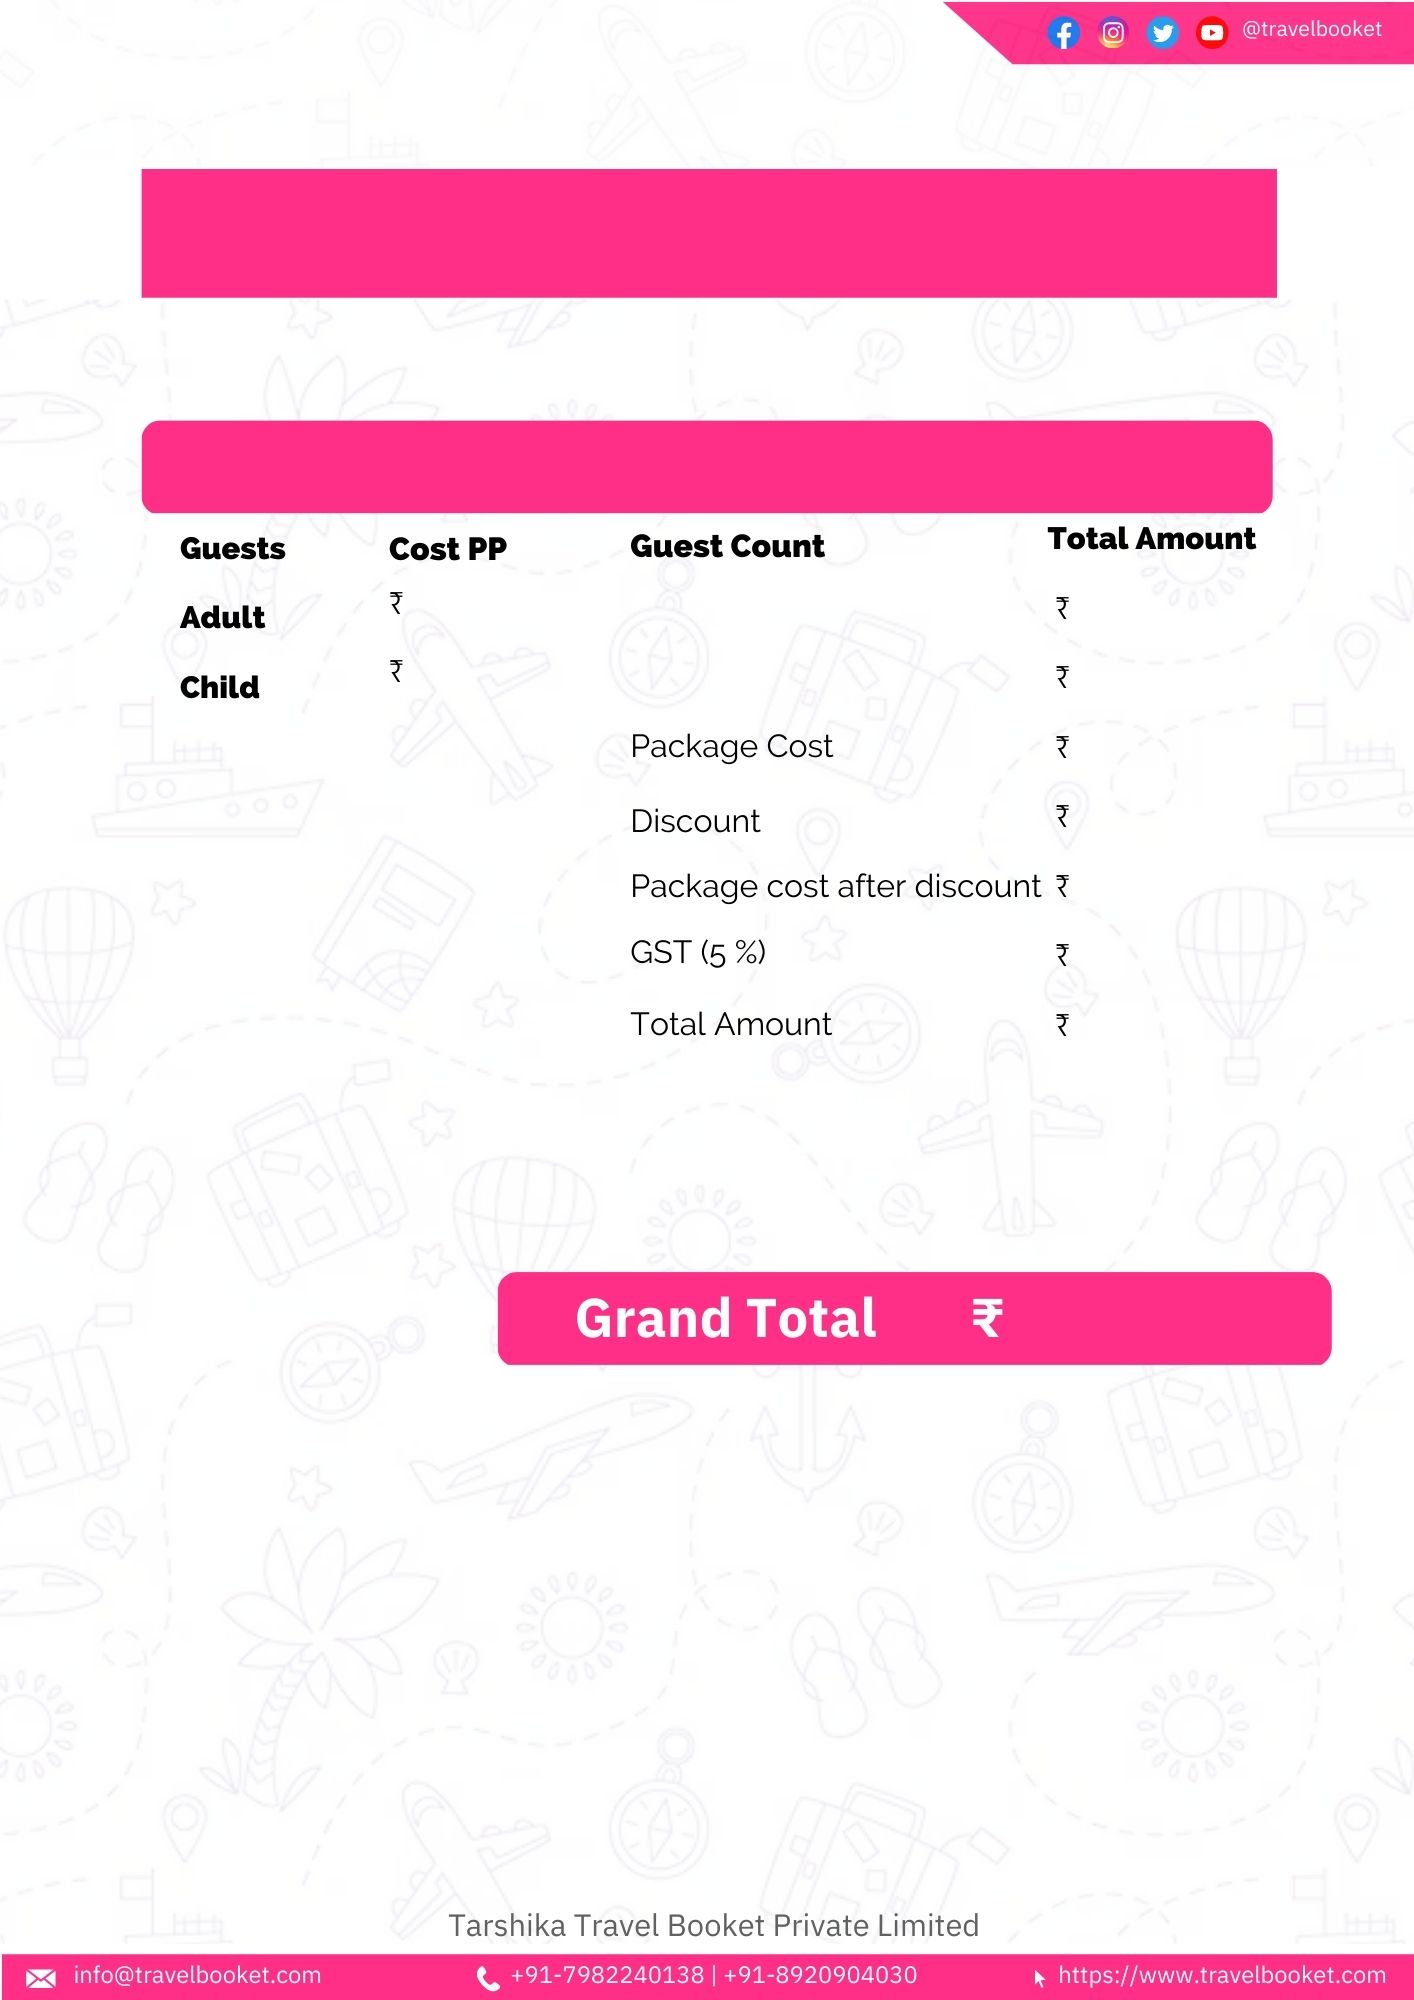 @travelbooket
Guests Cost PP Guest Count Total Amount
Adult ₹ ₹
Child ₹ ₹
Package Cost ₹
Discount ₹
Package cost after discount ₹
GST (5 %) ₹
Total Amount ₹
Grand Total ₹
Tarshika Travel Booket Private Limited
info@travelbooket.com +91-7982240138 | +91-8920904030 https://www.travelbooket.com